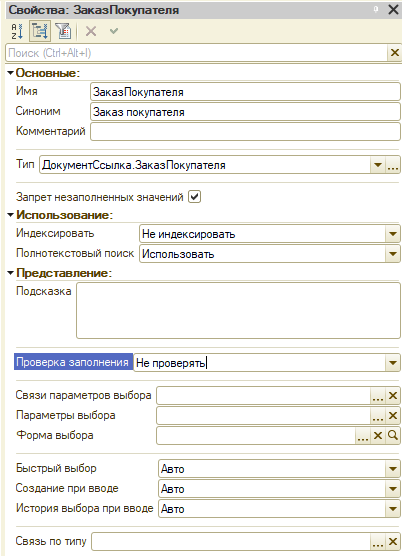 Свойства: ЗаказПокупателя
Поиск (Ctrl+Alt+I)
Основные:
Имя ЗаказПокупателя
Синоним Заказ покупателя
Комментарий
Тип ДокументСсылка.ЗаказПокупателя
Запрет незаполненных значений
Использование:
Индексировать Не индексировать
Полнотекстовый поиск Использовать
Представление:
Подсказка
Проверка заполнения Не проверять
Связи параметров выбора
Параметры выбора
Форма выбора
Быстрый выбор Авто
Создание при вводе Авто
История выбора при вводе Авто
Связь по типу